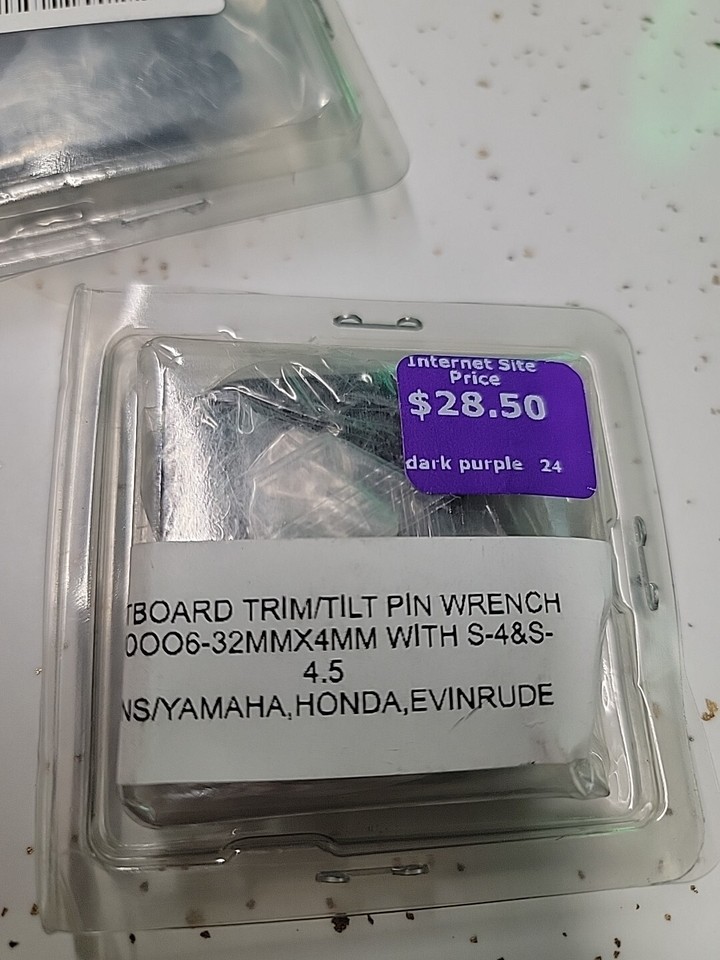 Internet Site
Price
$28.50
dark purple 24
TBOARD TRIM/TILT PIN WRENCH
0OO6-32MMX4MM WITH S-4&S-
4.5
NS/YAMAHA,HONDA,EVINRUDE